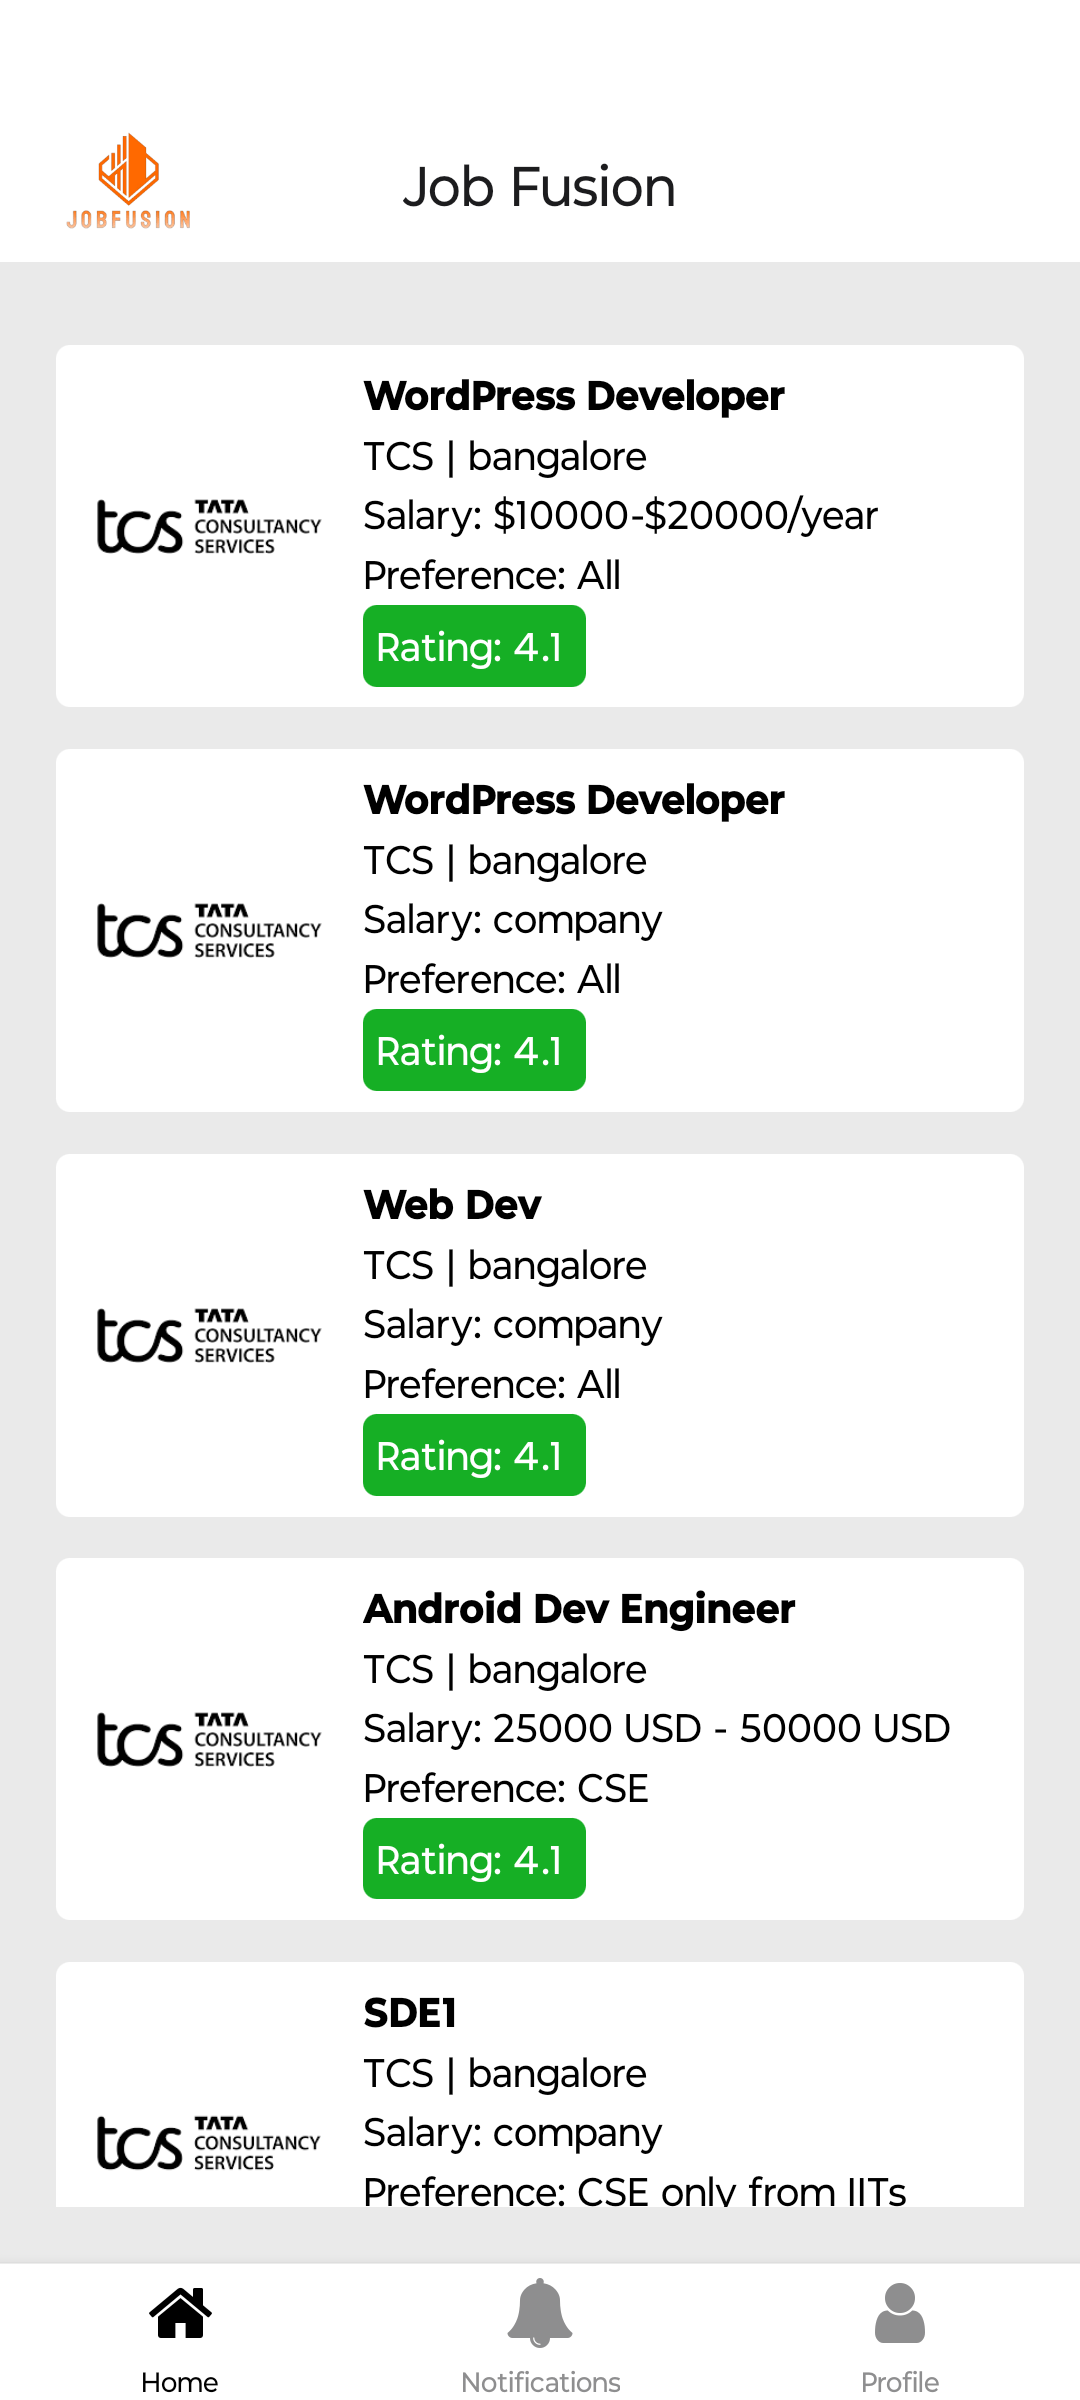 JOBFUSION
Job Fusion
WordPress Developer
TCS | bangalore
Salary: $10000-$20000/year
Preference: All
Rating: 4.1
tcs TATA
CONSULTANCY
SERVICES
WordPress Developer
TCS | bangalore
Salary: company
Preference: All
Rating: 4.1
tcs TATA
CONSULTANCY
SERVICES
Web Dev
TCS | bangalore
Salary: company
Preference: All
Rating: 4.1
tcs TATA
CONSULTANCY
SERVICES
Android Dev Engineer
TCS | bangalore
Salary: 25000 USD - 50000 USD
Preference: CSE
Rating: 4.1
tcs TATA
CONSULTANCY
SERVICES
SDE1
TCS | bangalore
Salary: company
Preference: CSE only from IITs
tcs TATA
CONSULTANCY
SERVICES
Home
Notifications
Profile